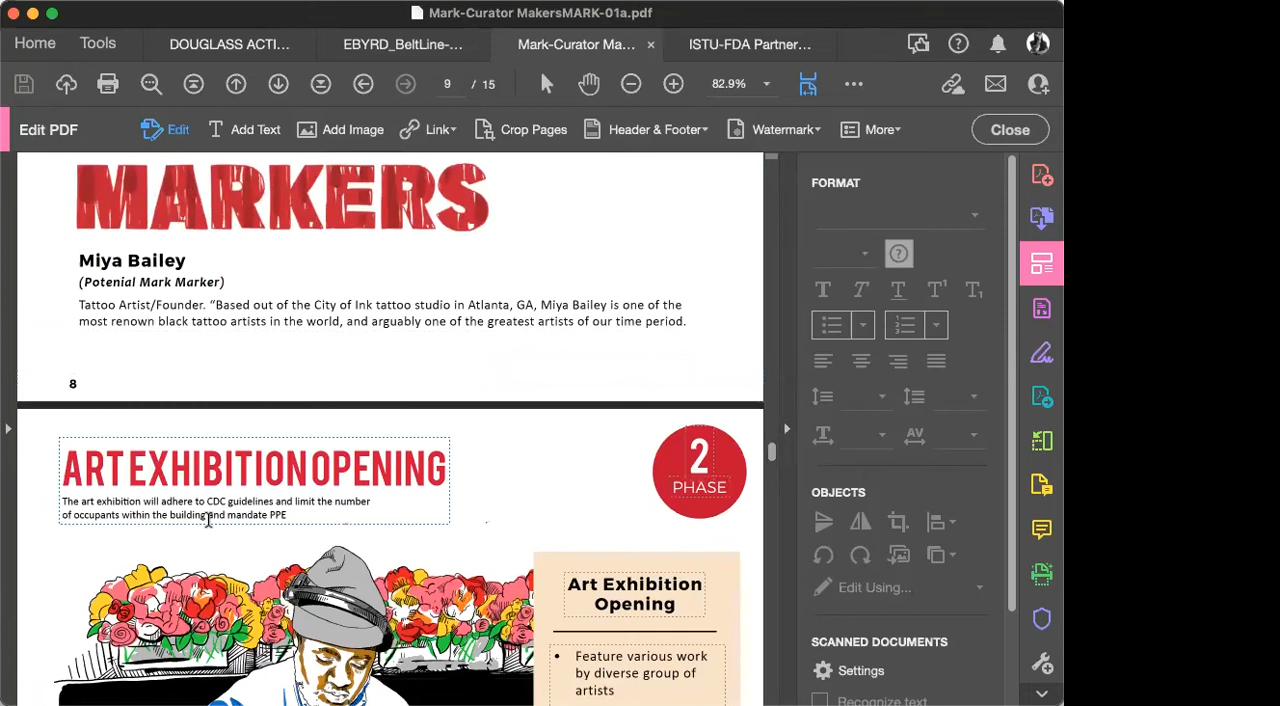 Mark-Curator MakersMARK-01a.pdf
Home Tools DOUGLASS ACTI... EBYRD_BeltLine-... Mark-Curator Ma... × ISTU-FDA Partner...
9 / 15 82.9%
Edit PDF Edit Add Text Add Image Link Crop Pages Header & Footer Watermark More Close
MARKERS
Miya Bailey
(Potenial Mark Marker)
Tattoo Artist/Founder. “Based out of the City of Ink tattoo studio in Atlanta, GA, Miya Bailey is one of the
most renown black tattoo artists in the world, and arguably one of the greatest artists of our time period.
8
ART EXHIBITION OPENING
The art exhibition will adhere to CDC guidelines and limit the number
of occupants within the building and mandate PPE
2
PHASE
Art Exhibition
Opening
• Feature various work
by diverse group of
artists
FORMAT
OBJECTS
Edit Using...
SCANNED DOCUMENTS
Settings
Recognize text